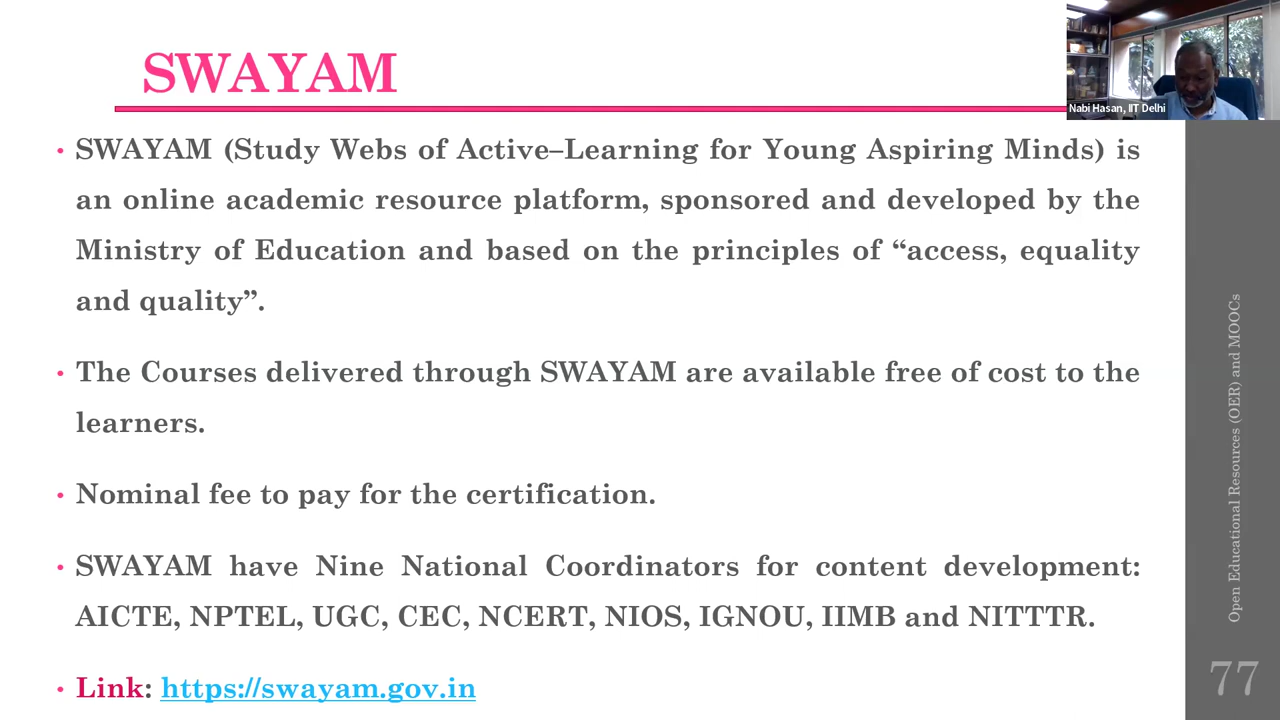 SWAYAM
Nabi Hasan, IIT Delhi
• SWAYAM (Study Webs of Active–Learning for Young Aspiring Minds) is
an online academic resource platform, sponsored and developed by the
Ministry of Education and based on the principles of “access, equality
and quality”.
• The Courses delivered through SWAYAM are available free of cost to the
learners.
• Nominal fee to pay for the certification.
• SWAYAM have Nine National Coordinators for content development:
AICTE, NPTEL, UGC, CEC, NCERT, NIOS, IGNOU, IIMB and NITTTR.
• Link: https://swayam.gov.in
Open Educational Resources (OER) and MOOCs
77